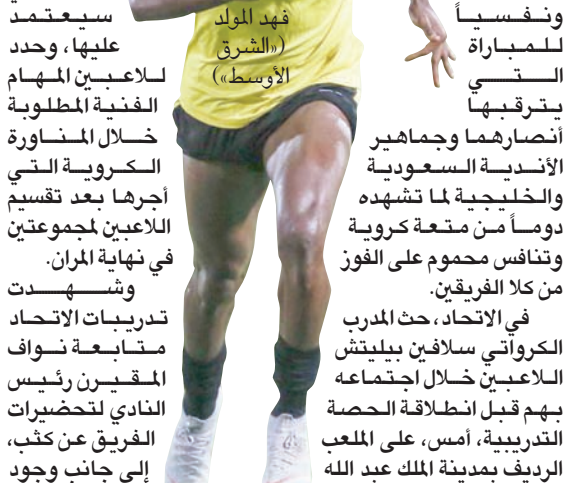 ونفسياً
للمباراة
التي
يترقبها
أنصارهما وجماهير
الأندية السعودية
والخليجية لما تشهده
دوماً من متعة كروية
وتنافس محموم على الفوز
من كلا الفريقين.
في الاتحاد، حث المدرب
الكرواتي سلافين بيليتش
اللاعبين خلال اجتماعه
بهم قبل انطلاقة الحصة
التدريبية، أمس، على الملعب
الرديف بمدينة الملك عبد الله
فهد المولد
(«الشرق
الأوسط»)
سيعتمد
عليها، وحدد
للاعبين المهام
الفنية المطلوبة
خلال المناورة
الكروية التي
أجرها بعد تقسيم
اللاعبين لمجموعتين
في نهاية المران.
وشهدت
تدريبات الاتحاد
متابعة نواف
المقيرن رئيس
النادي لتحضيرات
الفريق عن كثب،
إلى جانب وجود